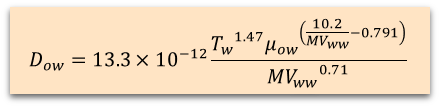 D_ow = 13.3 × 10^−12 T_w^1.47 μ_ow^(10.2/MV_ww −0.791) / MV_ww^0.71